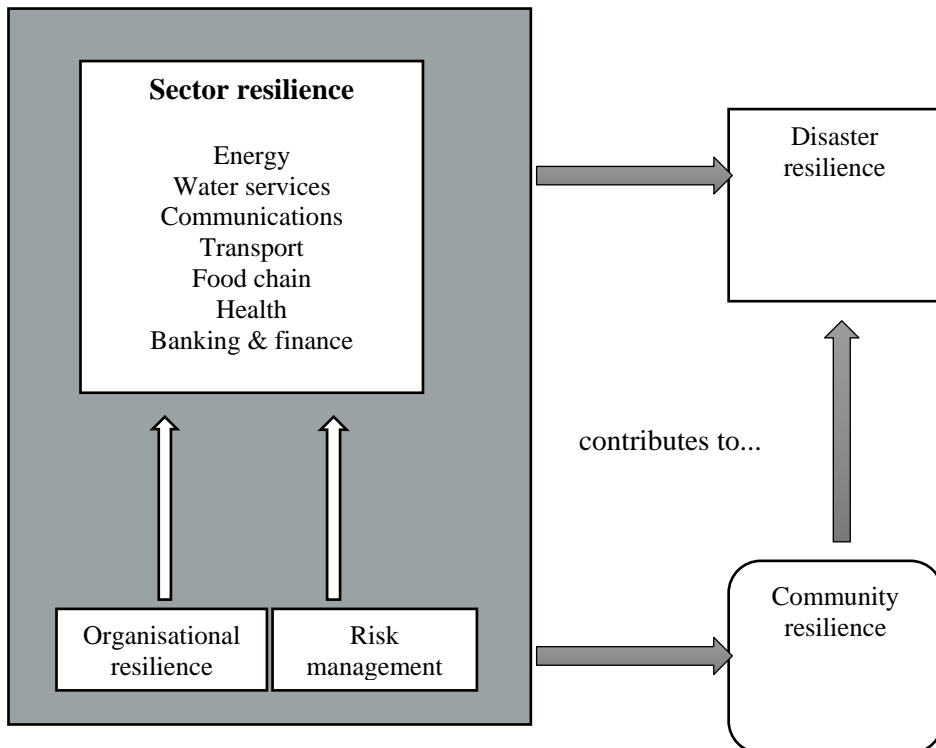 Sector resilience
Energy
Water services
Communications
Transport
Food chain
Health
Banking & finance
Organisational
resilience
Risk
management
Disaster
resilience
contributes to...
Community
resilience